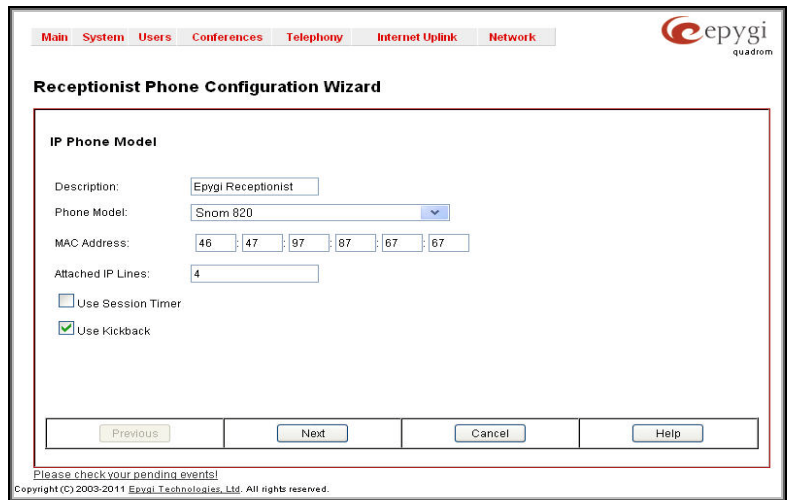 Main System Users Conferences Telephony Internet Uplink Network
epygi
quadrom
Receptionist Phone Configuration Wizard
IP Phone Model
Description: Epygi Receptionist
Phone Model: Snom 820
MAC Address: 46 : 47 : 97 : 87 : 67 : 67
Attached IP Lines: 4
Use Session Timer
Use Kickback
Previous Next Cancel Help
Please check your pending events!
Copyright (C) 2003-2011 Epygi Technologies, Ltd. All rights reserved.